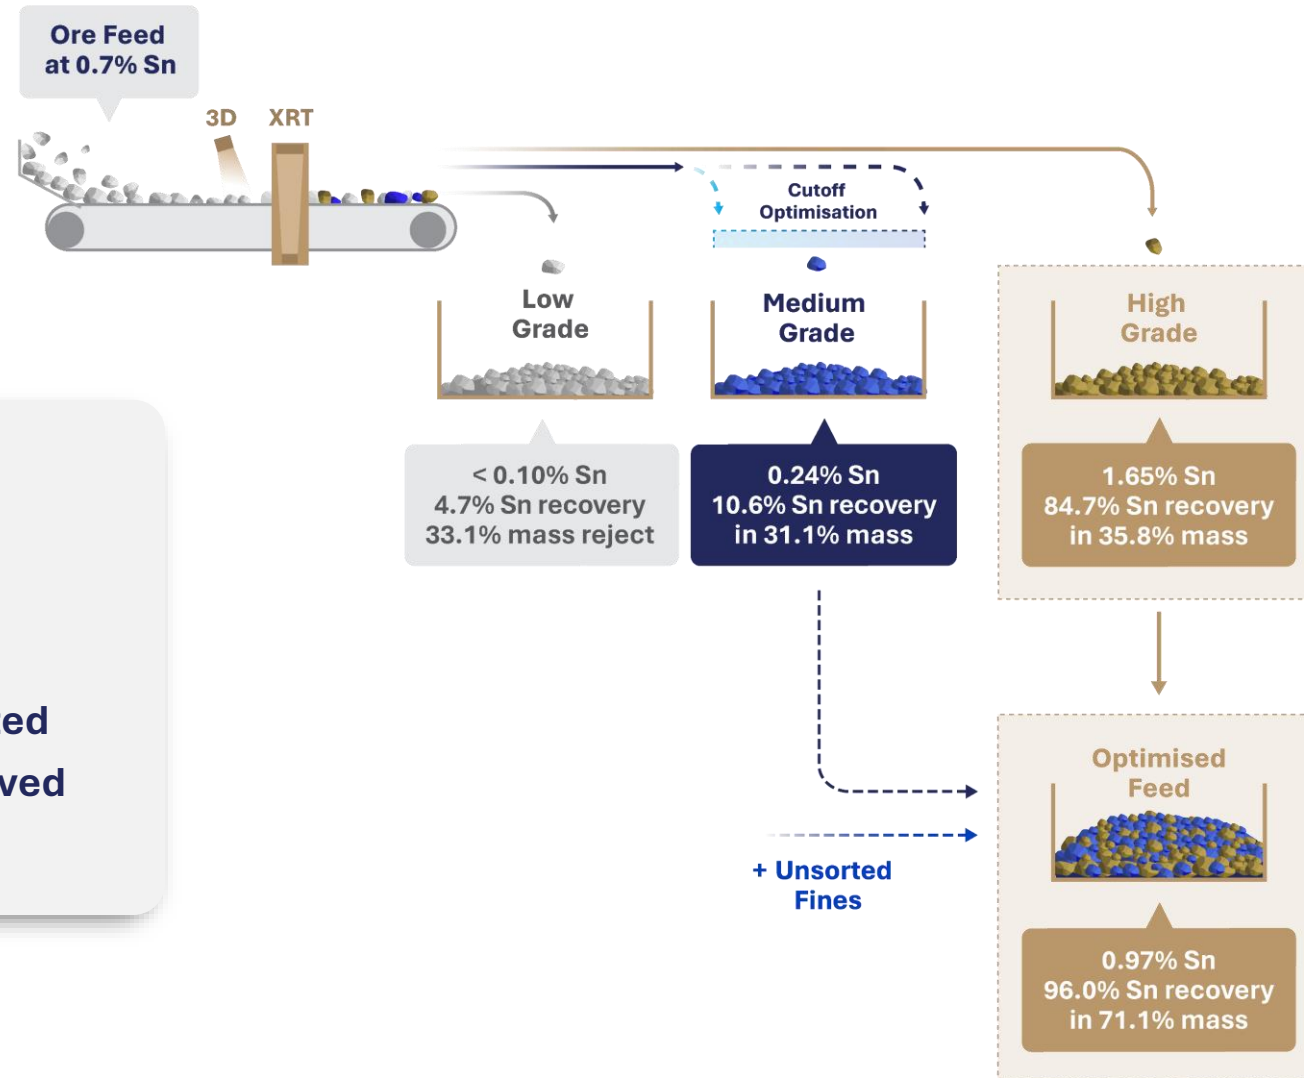 Ore Feed
at 0.7% Sn
3D
XRT
Cutoff
Optimisation
Low
Grade
Medium
Grade
High
Grade
< 0.10% Sn
4.7% Sn recovery
33.1% mass reject
0.24% Sn
10.6% Sn recovery
in 31.1% mass
1.65% Sn
84.7% Sn recovery
in 35.8% mass
Optimised
Feed
+ Unsorted
Fines
0.97% Sn
96.0% Sn recovery
in 71.1% mass